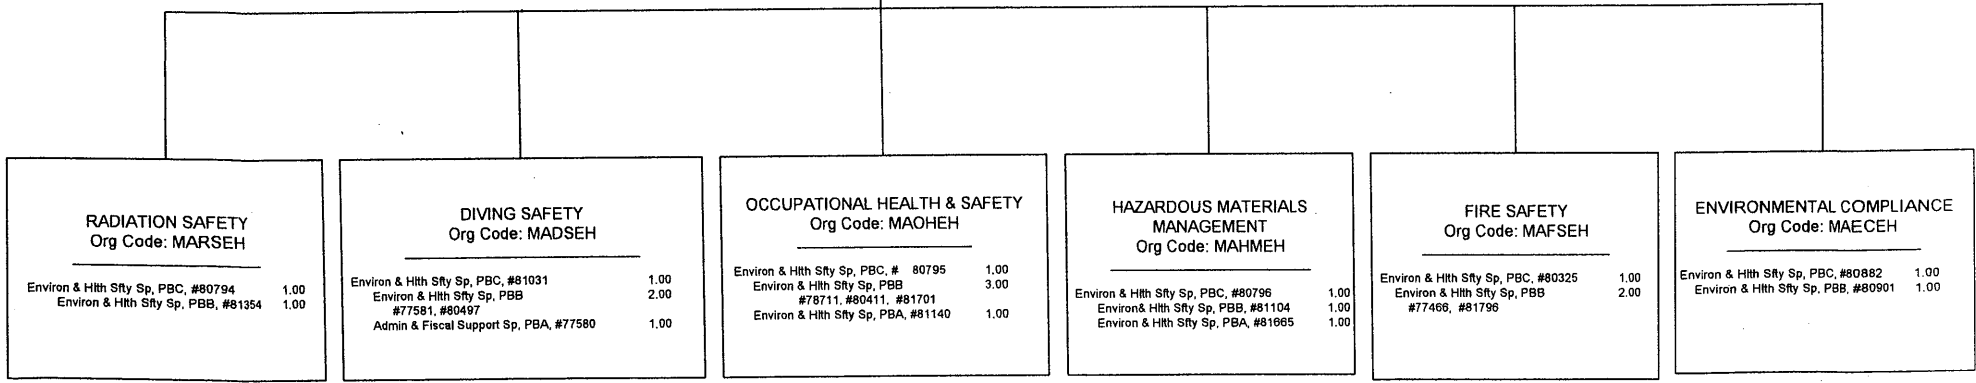 RADIATION SAFETY
Org Code: MARSEH
Environ & Hlth Sfty Sp, PBC, #80794 1.00
Environ & Hlth Sfty Sp, PBB, #81354 1.00
DIVING SAFETY
Org Code: MADSEH
Environ & Hlth Sfty Sp, PBC, #81031 1.00
Environ & Hlth Sfty Sp, PBB 2.00
#77581, #80497
Admin & Fiscal Support Sp, PBA, #77580 1.00
OCCUPATIONAL HEALTH & SAFETY
Org Code: MAOHEH
Environ & Hlth Sfty Sp, PBC, # 80795 1.00
Environ & Hlth Sfty Sp, PBB 3.00
#78711, #80411, #81701
Environ & Hlth Sfty Sp, PBA, #81140 1.00
HAZARDOUS MATERIALS
MANAGEMENT
Org Code: MAHMEH
Environ & Hlth Sfty Sp, PBC, #80796 1.00
Environ& Hlth Sfty Sp, PBB, #81104 1.00
Environ & Hlth Sfty Sp, PBA, #81665 1.00
FIRE SAFETY
Org Code: MAFSEH
Environ & Hlth Sfty Sp, PBC, #80325 1.00
Environ & Hlth Sfty Sp, PBB 2.00
#77466, #81796
ENVIRONMENTAL COMPLIANCE
Org Code: MAECEH
Environ & Hlth Sfty Sp, PBC, #80882 1.00
Environ & Hlth Sfty Sp, PBB, #80901 1.00